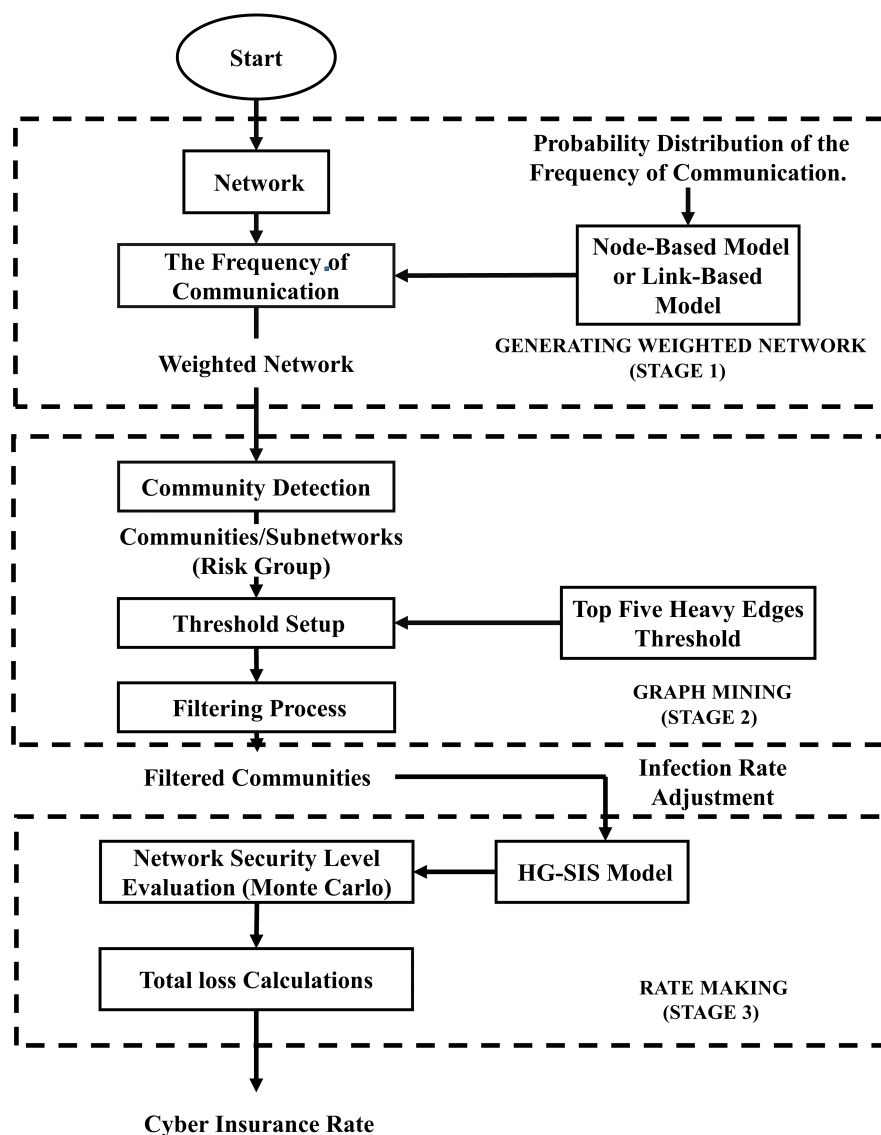 Start
Probability Distribution of the
Frequency of Communication.
Network
Node-Based Model
or Link-Based
Model
The Frequency of
Communication
GENERATING WEIGHTED NETWORK
(STAGE 1)
Weighted Network
Community Detection
Communities/Subnetworks
(Risk Group)
Threshold Setup
Top Five Heavy Edges
Threshold
Filtering Process
GRAPH MINING
(STAGE 2)
Filtered Communities
Infection Rate
Adjustment
HG-SIS Model
Network Security Level
Evaluation (Monte Carlo)
Total loss Calculations
RATE MAKING
(STAGE 3)
Cyber Insurance Rate